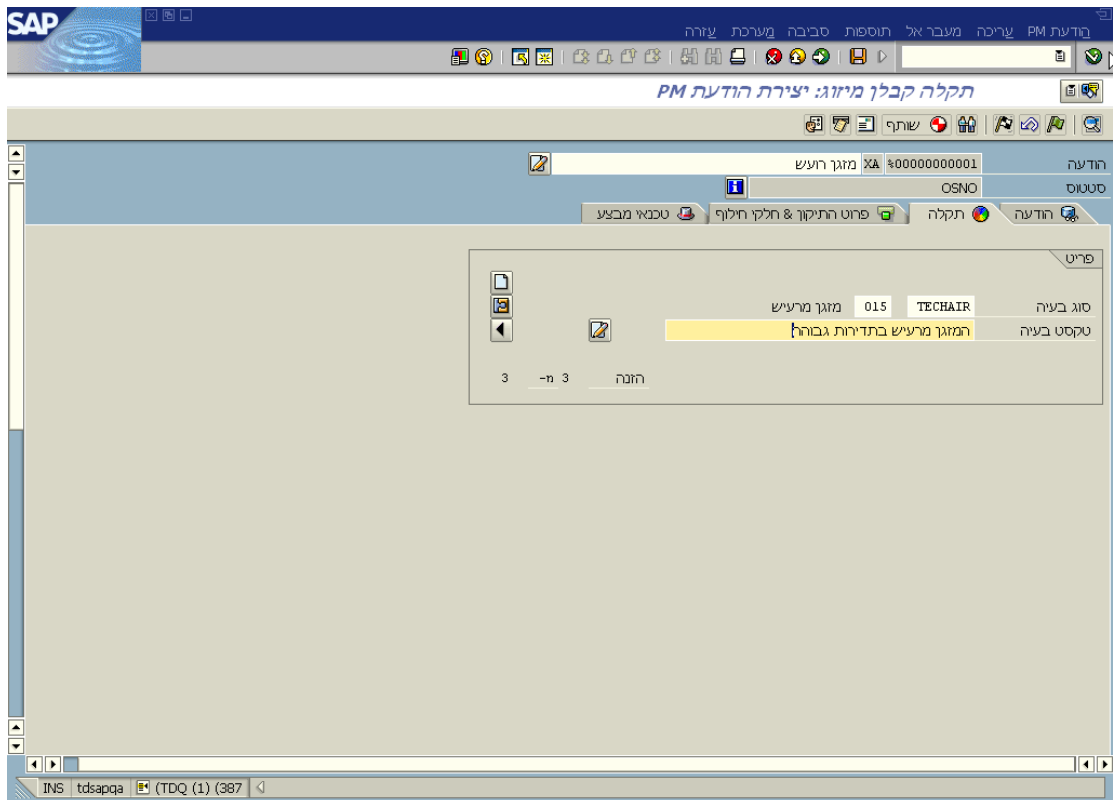 SAP
הודעת PM עריכה מעבר אל תוספות סביבה מערכת עזרה
תקלה קבלן מיזוג: יצירת הודעת PM
שותף
הודעה %00000000001 XA מזגן רועש
סטטוס OSNO
הודעה תקלה פרוט התיקון & חלקי חילוף טכנאי מבצע
פריט
סוג בעיה TECHAIR 015 מזגן מרעיש
טקסט בעיה המזגן מרעיש בתדירות גבוהה
הזנה 3 מ- 3
INS tdsapqa (TDQ (1) (387